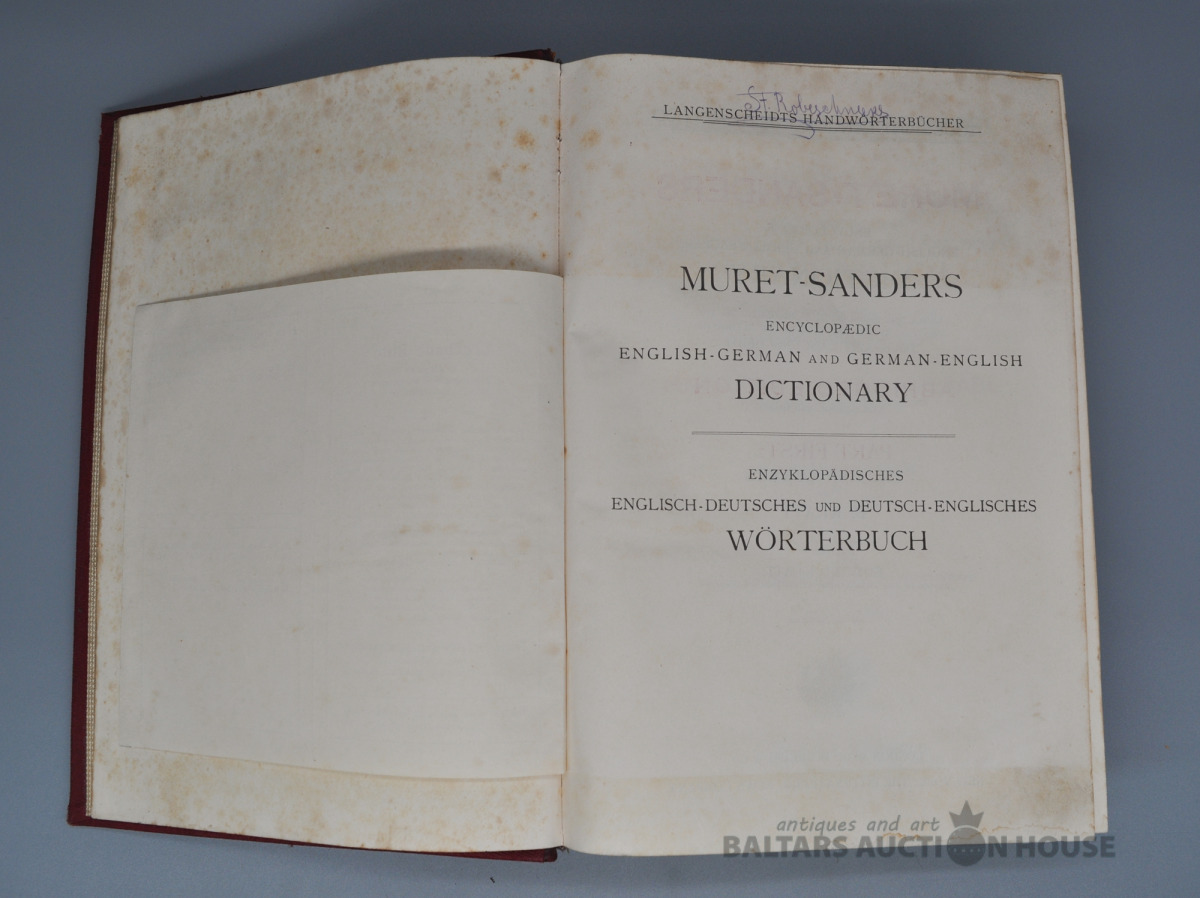 LANGENSCHEIDTS HANDWÖRTERBÜCHER
MURET-SANDERS
ENCYCLOPÆDIC
ENGLISH-GERMAN AND GERMAN-ENGLISH
DICTIONARY
ENZYKLOPÄDISCHES
ENGLISCH-DEUTSCHES UND DEUTSCH-ENGLISCHES
WÖRTERBUCH
antiques and art
BALTARS AUCTION HOUSE